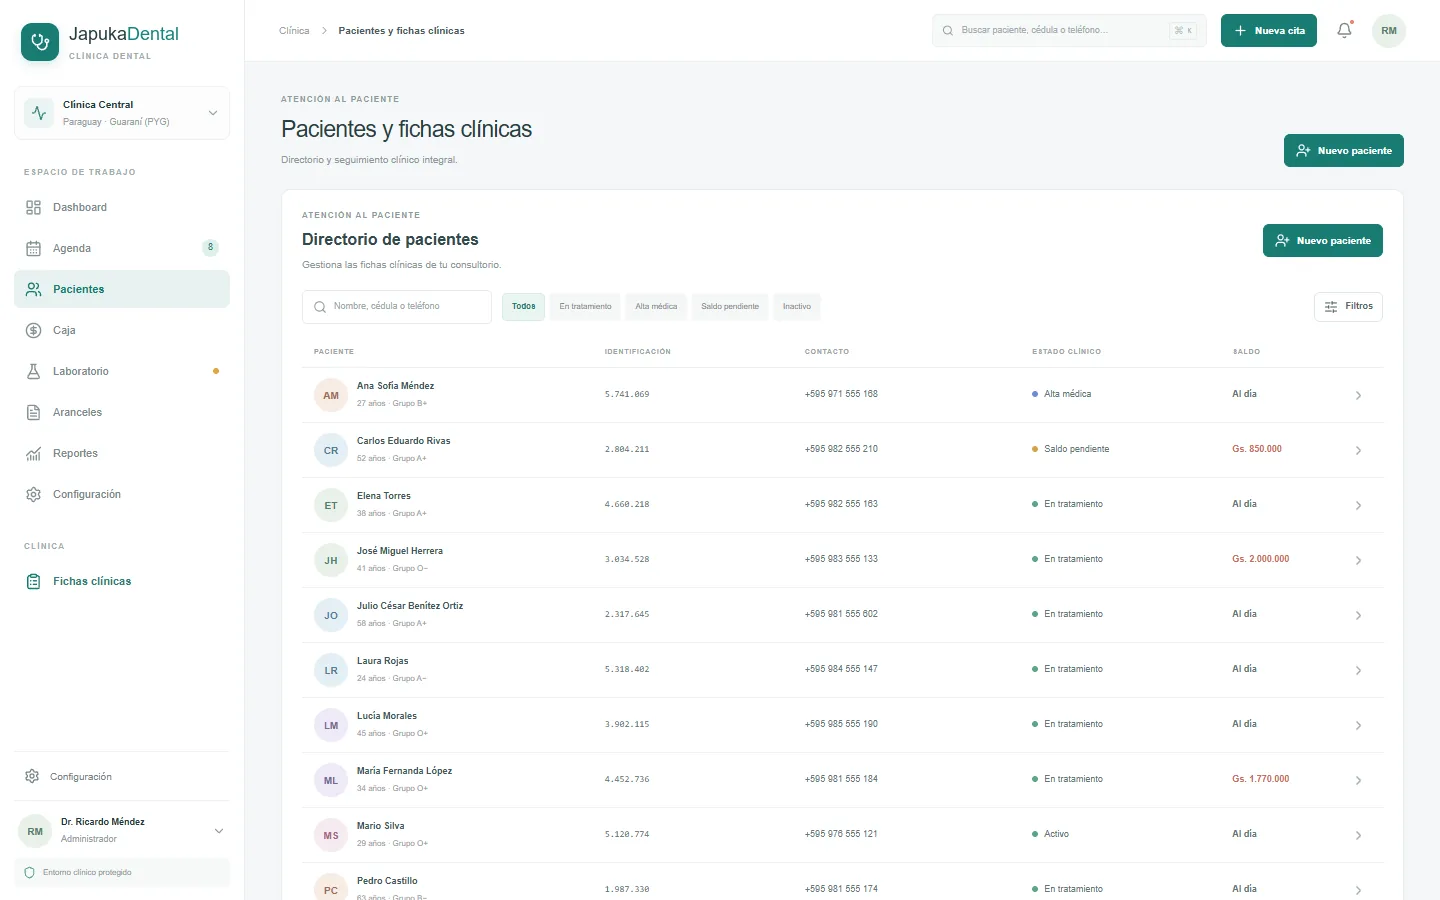 JapukaDental
CLÍNICA DENTAL
Clínica Central
Paraguay · Guaraní (PYG)
ESPACIO DE TRABAJO
Dashboard
Agenda 8
Pacientes
Caja
Laboratorio
Aranceles
Reportes
Configuración
CLÍNICA
Fichas clínicas
Configuración
RM Dr. Ricardo Méndez
Administrador
Entorno clínico protegido
Clínica > Pacientes y fichas clínicas
Buscar paciente, cédula o teléfono... ⌘ K
Nueva cita
RM
ATENCIÓN AL PACIENTE
Pacientes y fichas clínicas
Directorio y seguimiento clínico integral.
Nuevo paciente
ATENCIÓN AL PACIENTE
Directorio de pacientes
Gestiona las fichas clínicas de tu consultorio.
Nuevo paciente
Nombre, cédula o teléfono
Todos En tratamiento Alta médica Saldo pendiente Inactivo
Filtros
PACIENTE IDENTIFICACIÓN CONTACTO ESTADO CLÍNICO SALDO
AM Ana Sofía Méndez 5.741.069 +595 971 555 168 Alta médica Al día
27 años · Grupo B+
CR Carlos Eduardo Rivas 2.804.211 +595 982 555 210 Saldo pendiente Gs. 850.000
52 años · Grupo A+
ET Elena Torres 4.660.218 +595 982 555 163 En tratamiento Al día
38 años · Grupo A+
JH José Miguel Herrera 3.034.528 +595 983 555 133 En tratamiento Gs. 2.000.000
41 años · Grupo O−
JO Julio César Benítez Ortiz 2.317.645 +595 981 555 602 En tratamiento Al día
58 años · Grupo A+
LR Laura Rojas 5.318.402 +595 984 555 147 En tratamiento Al día
24 años · Grupo A−
LM Lucía Morales 3.902.115 +595 985 555 190 En tratamiento Al día
45 años · Grupo O+
ML María Fernanda López 4.452.736 +595 981 555 184 En tratamiento Gs. 1.770.000
34 años · Grupo O+
MS Mario Silva 5.120.774 +595 976 555 121 Activo Al día
29 años · Grupo O+
PC Pedro Castillo 1.987.330 +595 981 555 174 En tratamiento Al día
63 años · Grupo B−